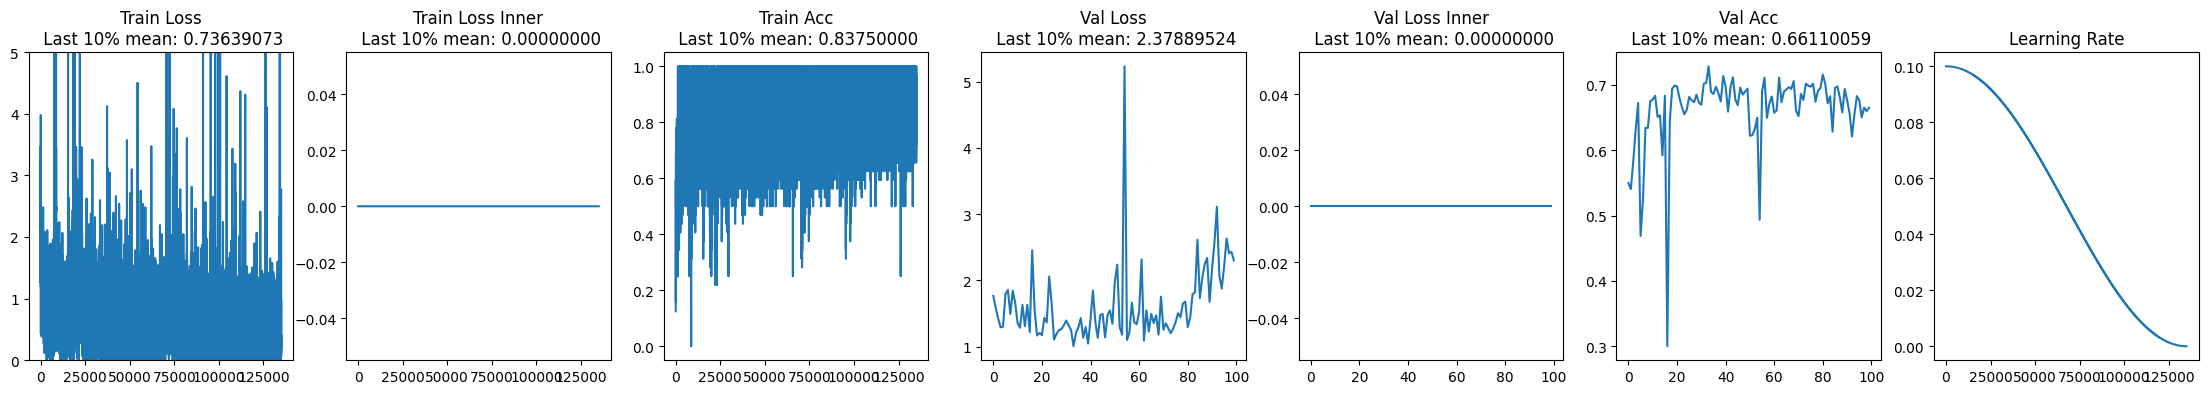 Train Loss
Last 10% mean: 0.73639073
5
4
3
2
1
0
0 25000 50000 75000 100000 125000
Train Loss Inner
Last 10% mean: 0.00000000
0.04
0.02
0.00
−0.02
−0.04
0 25000 50000 75000 100000 125000
Train Acc
Last 10% mean: 0.83750000
1.0
0.8
0.6
0.4
0.2
0.0
0 25000 50000 75000 100000 125000
Val Loss
Last 10% mean: 2.37889524
5
4
3
2
1
0 20 40 60 80 100
Val Loss Inner
Last 10% mean: 0.00000000
0.04
0.02
0.00
−0.02
−0.04
0 20 40 60 80 100
Val Acc
Last 10% mean: 0.66110059
0.7
0.6
0.5
0.4
0.3
0 20 40 60 80 100
Learning Rate
0.10
0.08
0.06
0.04
0.02
0.00
0 25000 50000 75000 100000 125000